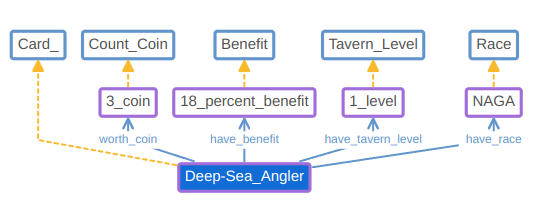 Card_ Count_Coin Benefit Tavern_Level Race
3_coin 18_percent_benefit 1_level NAGA
worth_coin have_benefit have_tavern_level have_race
Deep-Sea_Angler